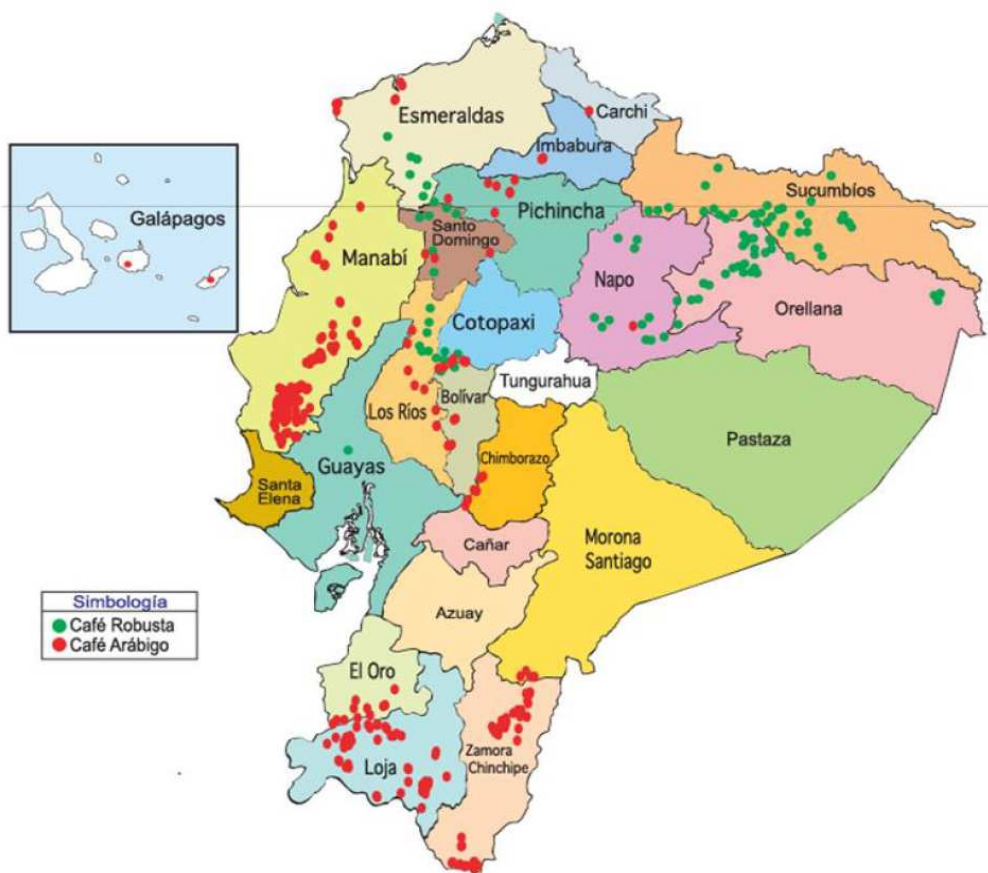 Esmeraldas
Carchi
Imbabura
Galápagos
Sucumbíos
Pichincha
Santo
Domingo
Manabí
Napo
Orellana
Cotopaxi
Tungurahua
Bolívar
Los Ríos
Pastaza
Chimborazo
Guayas
Santa
Elena
Cañar
Morona
Santiago
Simbología
Café Robusta
Café Arábigo
Azuay
El Oro
Zamora
Chinchipe
Loja